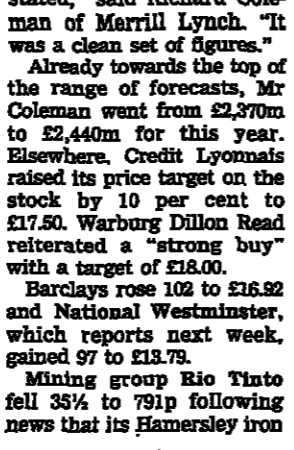 stated," said Richard Cole-
man of Merrill Lynch. "It
was a clean set of figures."
Already towards the top of
the range of forecasts, Mr
Coleman went from £2,370m
to £2,440m for this year.
Elsewhere, Credit Lyonnais
raised its price target on the
stock by 10 per cent to
£17.50. Warburg Dillon Read
reiterated a "strong buy"
with a target of £18.00.
Barclays rose 102 to £16.92
and National Westminster,
which reports next week,
gained 97 to £13.79.
Mining group Rio Tinto
fell 35½ to 791p following
news that its Hamersley iron